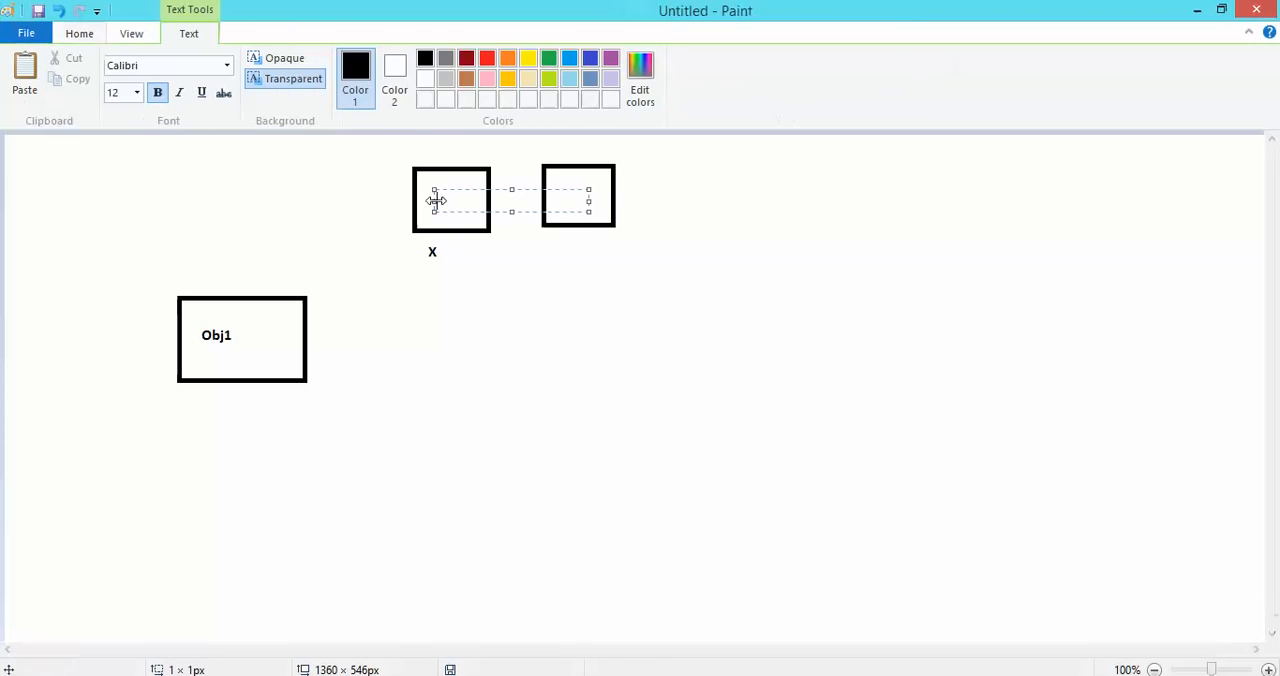 Text Tools
Untitled - Paint
File
Home
View
Text
Paste
Cut
Copy
Clipboard
Calibri
12
B
I
U
abc
Font
A Opaque
A Transparent
Background
Color
1
Color
2
Edit
colors
Colors
X
Obj1
1 × 1px
1360 × 546px
100%